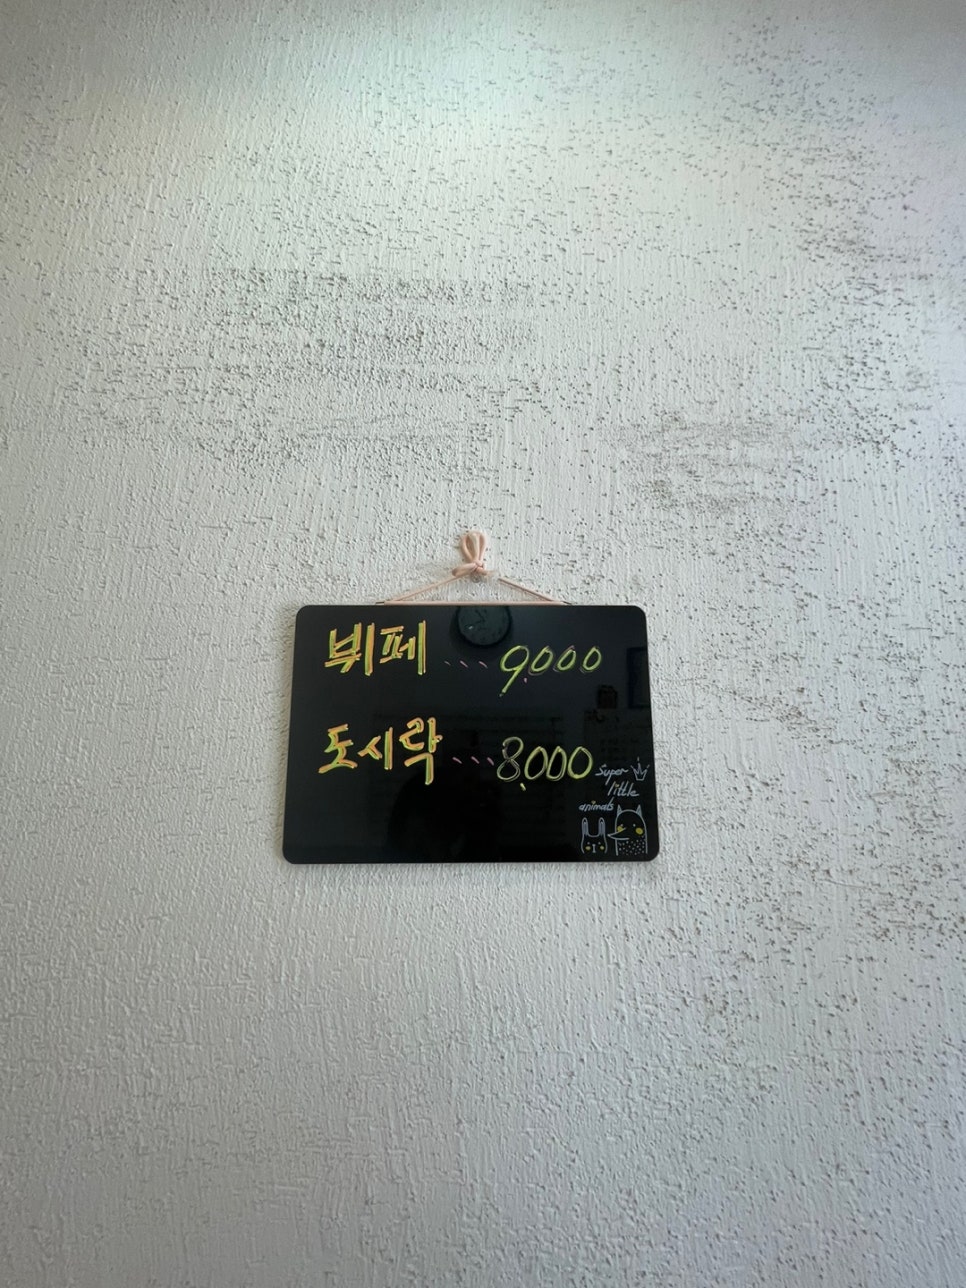 뷔페 ... 9,000
도시락 ... 8,000
Super
little
animals